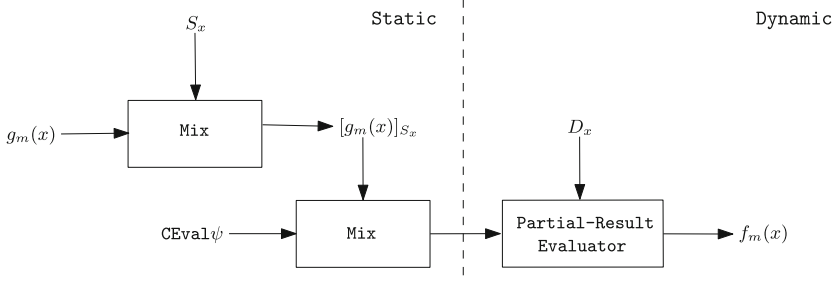 Static
Dynamic
S_x
g_m(x)
Mix
[g_m(x)]_{S_x}
D_x
CEvalψ
Mix
Partial-Result
Evaluator
f_m(x)